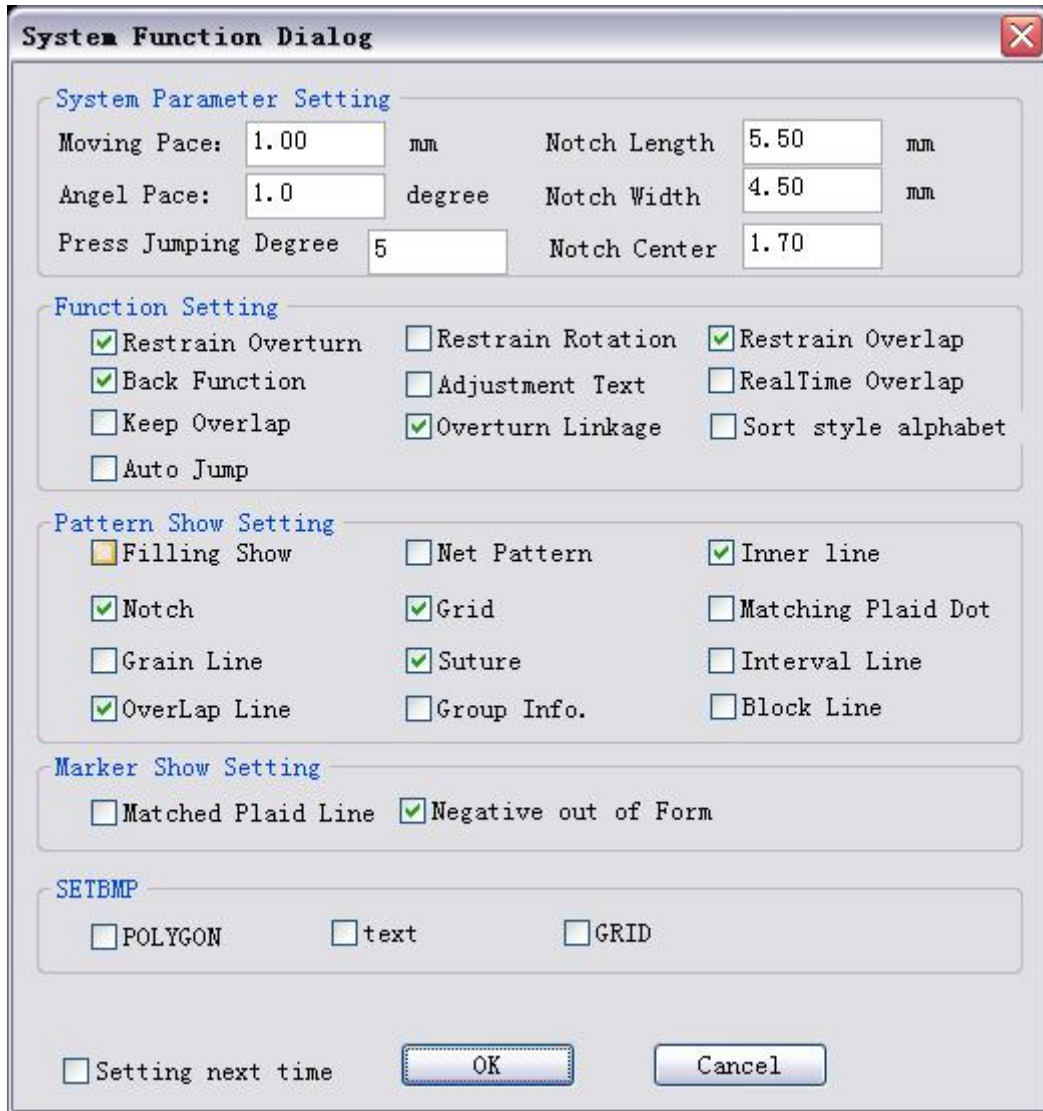 System Function Dialog
System Parameter Setting
Moving Pace: 1.00 mm Notch Length 5.50 mm
Angel Pace: 1.0 degree Notch Width 4.50 mm
Press Jumping Degree 5 Notch Center 1.70
Function Setting
Restrain Overturn Restrain Rotation Restrain Overlap
Back Function Adjustment Text RealTime Overlap
Keep Overlap Overturn Linkage Sort style alphabet
Auto Jump
Pattern Show Setting
Filling Show Net Pattern Inner line
Notch Grid Matching Plaid Dot
Grain Line Suture Interval Line
OverLap Line Group Info. Block Line
Marker Show Setting
Matched Plaid Line Negative out of Form
SETBMP
POLYGON text GRID
Setting next time OK Cancel